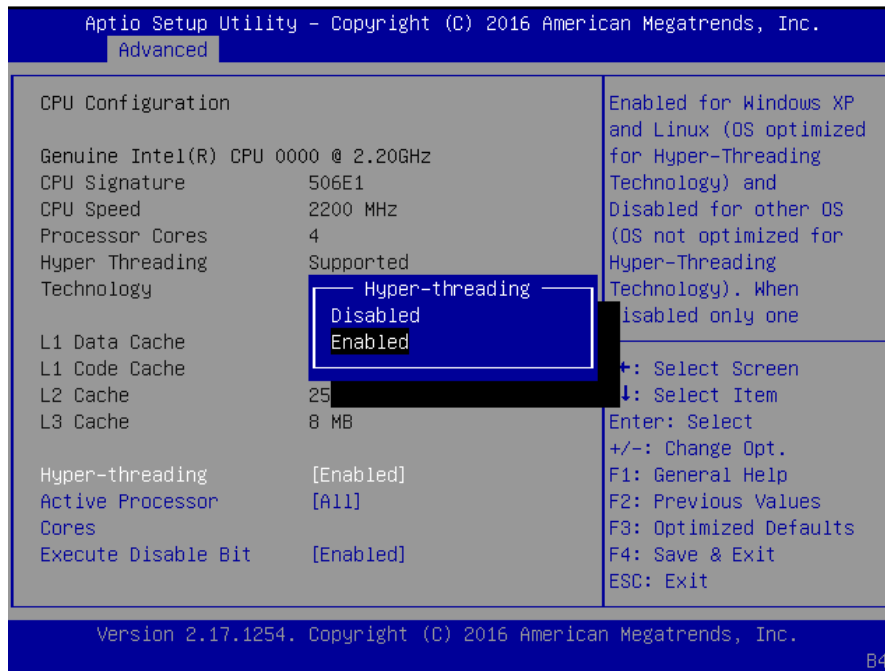 Aptio Setup Utility – Copyright (C) 2016 American Megatrends, Inc.
Advanced
CPU Configuration
Genuine Intel(R) CPU 0000 @ 2.20GHz
CPU Signature 506E1
CPU Speed 2200 MHz
Processor Cores 4
Hyper Threading Supported
Technology
L1 Data Cache
L1 Code Cache
L2 Cache 25
L3 Cache 8 MB
Hyper-threading [Enabled]
Active Processor [All]
Cores
Execute Disable Bit [Enabled]
Hyper-threading
Disabled
Enabled
Enabled for Windows XP
and Linux (OS optimized
for Hyper-Threading
Technology) and
Disabled for other OS
(OS not optimized for
Hyper-Threading
Technology). When
isabled only one
: Select Screen
: Select Item
Enter: Select
+/-: Change Opt.
F1: General Help
F2: Previous Values
F3: Optimized Defaults
F4: Save & Exit
ESC: Exit
Version 2.17.1254. Copyright (C) 2016 American Megatrends, Inc.
B4